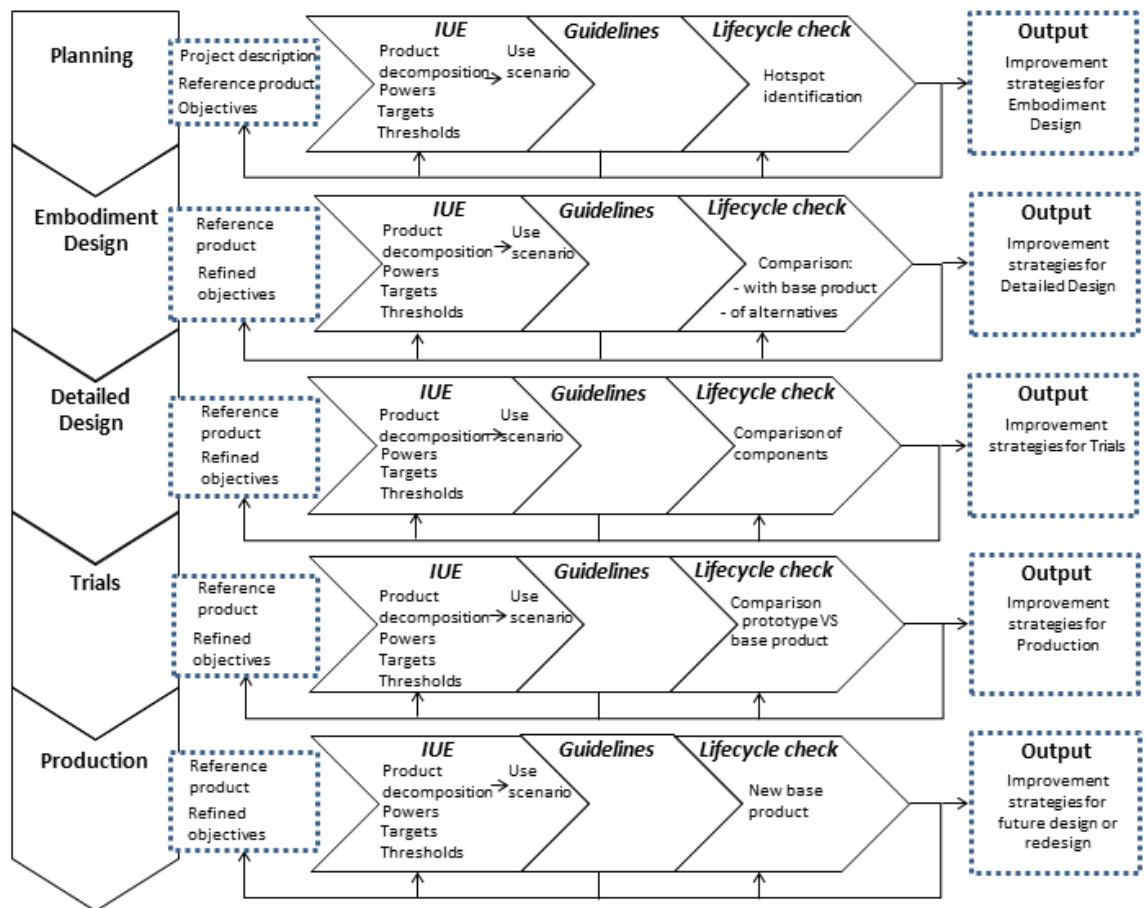 Planning
Project description
Reference product
Objectives
IUE
Product
decomposition
Powers
Targets
Thresholds
Use
scenario
Guidelines
Lifecycle check
Hotspot
identification
Output
Improvement
strategies for
Embodiment
Design
Embodiment
Design
Reference
product
Refined
objectives
IUE
Product
decomposition
Powers
Targets
Thresholds
Use
scenario
Guidelines
Lifecycle check
Comparison:
- with base product
- of alternatives
Output
Improvement
strategies for
Detailed Design
Detailed
Design
Reference
product
Refined
objectives
IUE
Product
decomposition
Powers
Targets
Thresholds
Use
scenario
Guidelines
Lifecycle check
Comparison of
components
Output
Improvement
strategies for Trials
Trials
Reference
product
Refined
objectives
IUE
Product
decomposition
Powers
Targets
Thresholds
Use
scenario
Guidelines
Lifecycle check
Comparison
prototype VS
base product
Output
Improvement
strategies for
Production
Production
Reference
product
Refined
objectives
IUE
Product
decomposition
Powers
Targets
Thresholds
Use
scenario
Guidelines
Lifecycle check
New base
product
Output
Improvement
strategies for
future design or
redesign